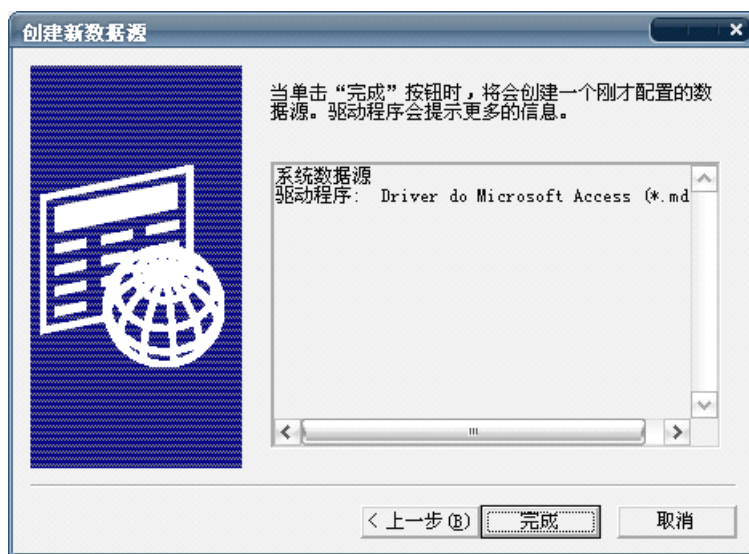 创建新数据源
当单击“完成”按钮时，将会创建一个刚才配置的数
据源。驱动程序会提示更多的信息。
系统数据源
驱动程序: Driver do Microsoft Access (*.md
< 上一步(B)
完成
取消